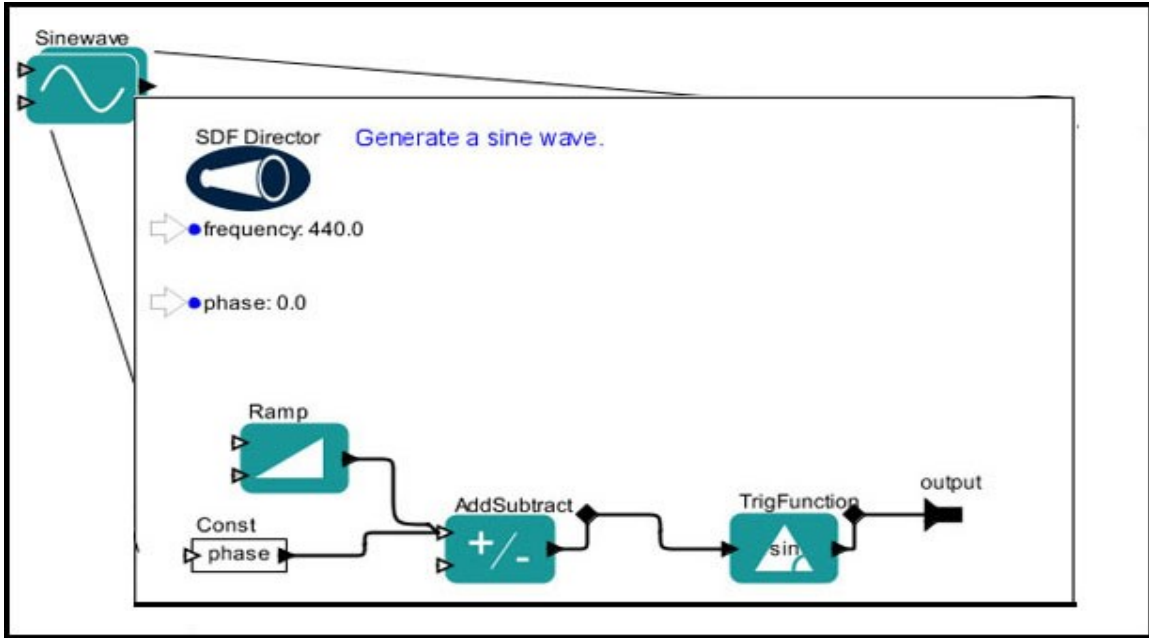 Sinewave
SDF Director
Generate a sine wave.
frequency: 440.0
phase: 0.0
Ramp
Const
phase
AddSubtract
+/-
TrigFunction
sin
output